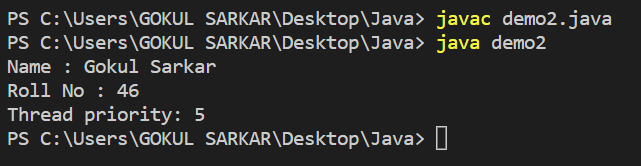 PS C:\Users\GOKUL SARKAR\Desktop\Java> javac demo2.java
PS C:\Users\GOKUL SARKAR\Desktop\Java> java demo2
Name : Gokul Sarkar
Roll No : 46
Thread priority: 5
PS C:\Users\GOKUL SARKAR\Desktop\Java>